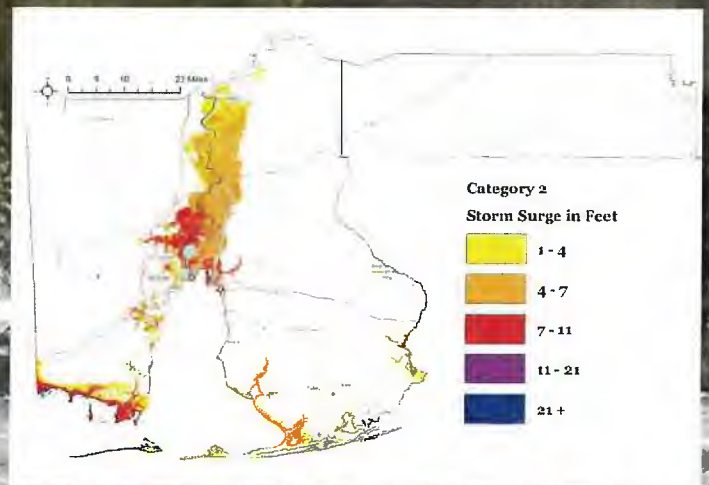 Category 2
Storm Surge in Feet
1 - 4
4 - 7
7 - 11
11 - 21
21 +